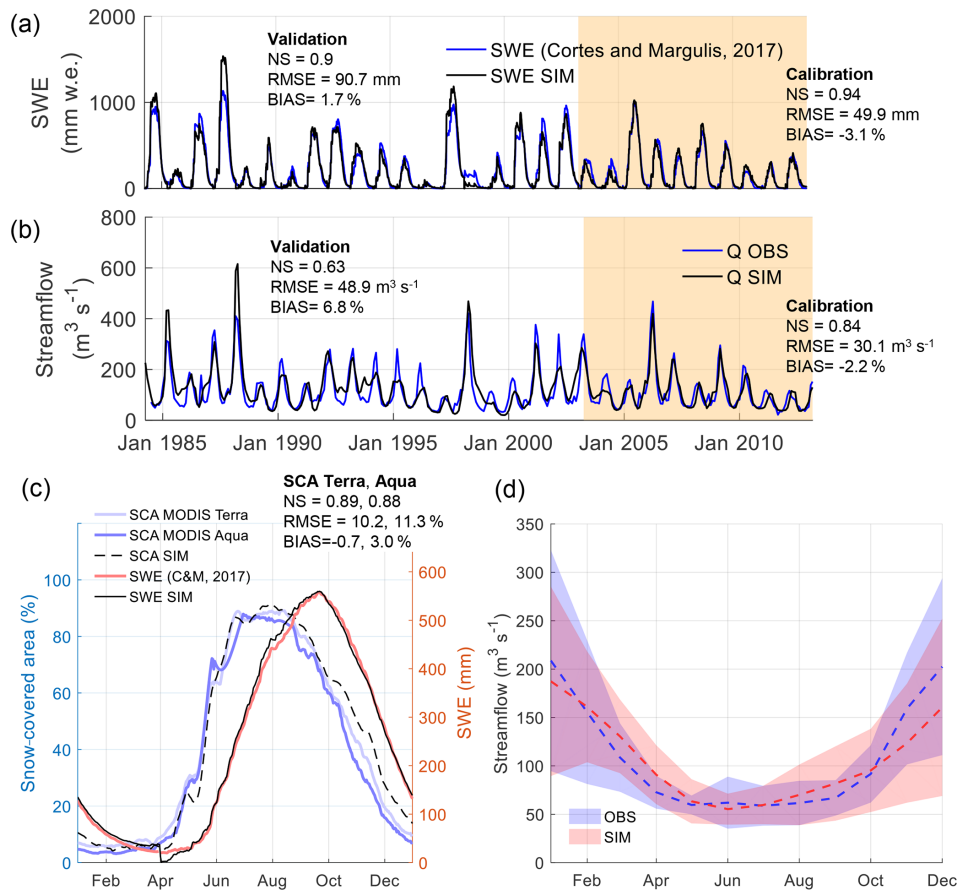 (a)
2000
1000
0
SWE
(mm w.e.)
Validation
NS = 0.9
RMSE = 90.7 mm
BIAS= 1.7 %
SWE (Cortes and Margulis, 2017)
SWE SIM
Calibration
NS = 0.94
RMSE = 49.9 mm
BIAS= -3.1 %
(b)
800
600
400
200
0
Streamflow
(m³ s⁻¹)
Validation
NS = 0.63
RMSE = 48.9 m³ s⁻¹
BIAS= 6.8 %
Q OBS
Q SIM
Calibration
NS = 0.84
RMSE = 30.1 m³ s⁻¹
BIAS= -2.2 %
Jan 1985 Jan 1990 Jan 1995 Jan 2000 Jan 2005 Jan 2010
(c)
SCA Terra, Aqua
NS = 0.89, 0.88
RMSE = 10.2, 11.3 %
BIAS=-0.7, 3.0 %
SCA MODIS Terra
SCA MODIS Aqua
SCA SIM
SWE (C&M, 2017)
SWE SIM
100
80
60
40
20
0
Snow-covered area (%)
600
500
400
300
200
100
0
SWE (mm)
Feb Apr Jun Aug Oct Dec
(d)
350
300
250
200
150
100
50
0
Streamflow (m³ s⁻¹)
OBS
SIM
Feb Apr Jun Aug Oct Dec